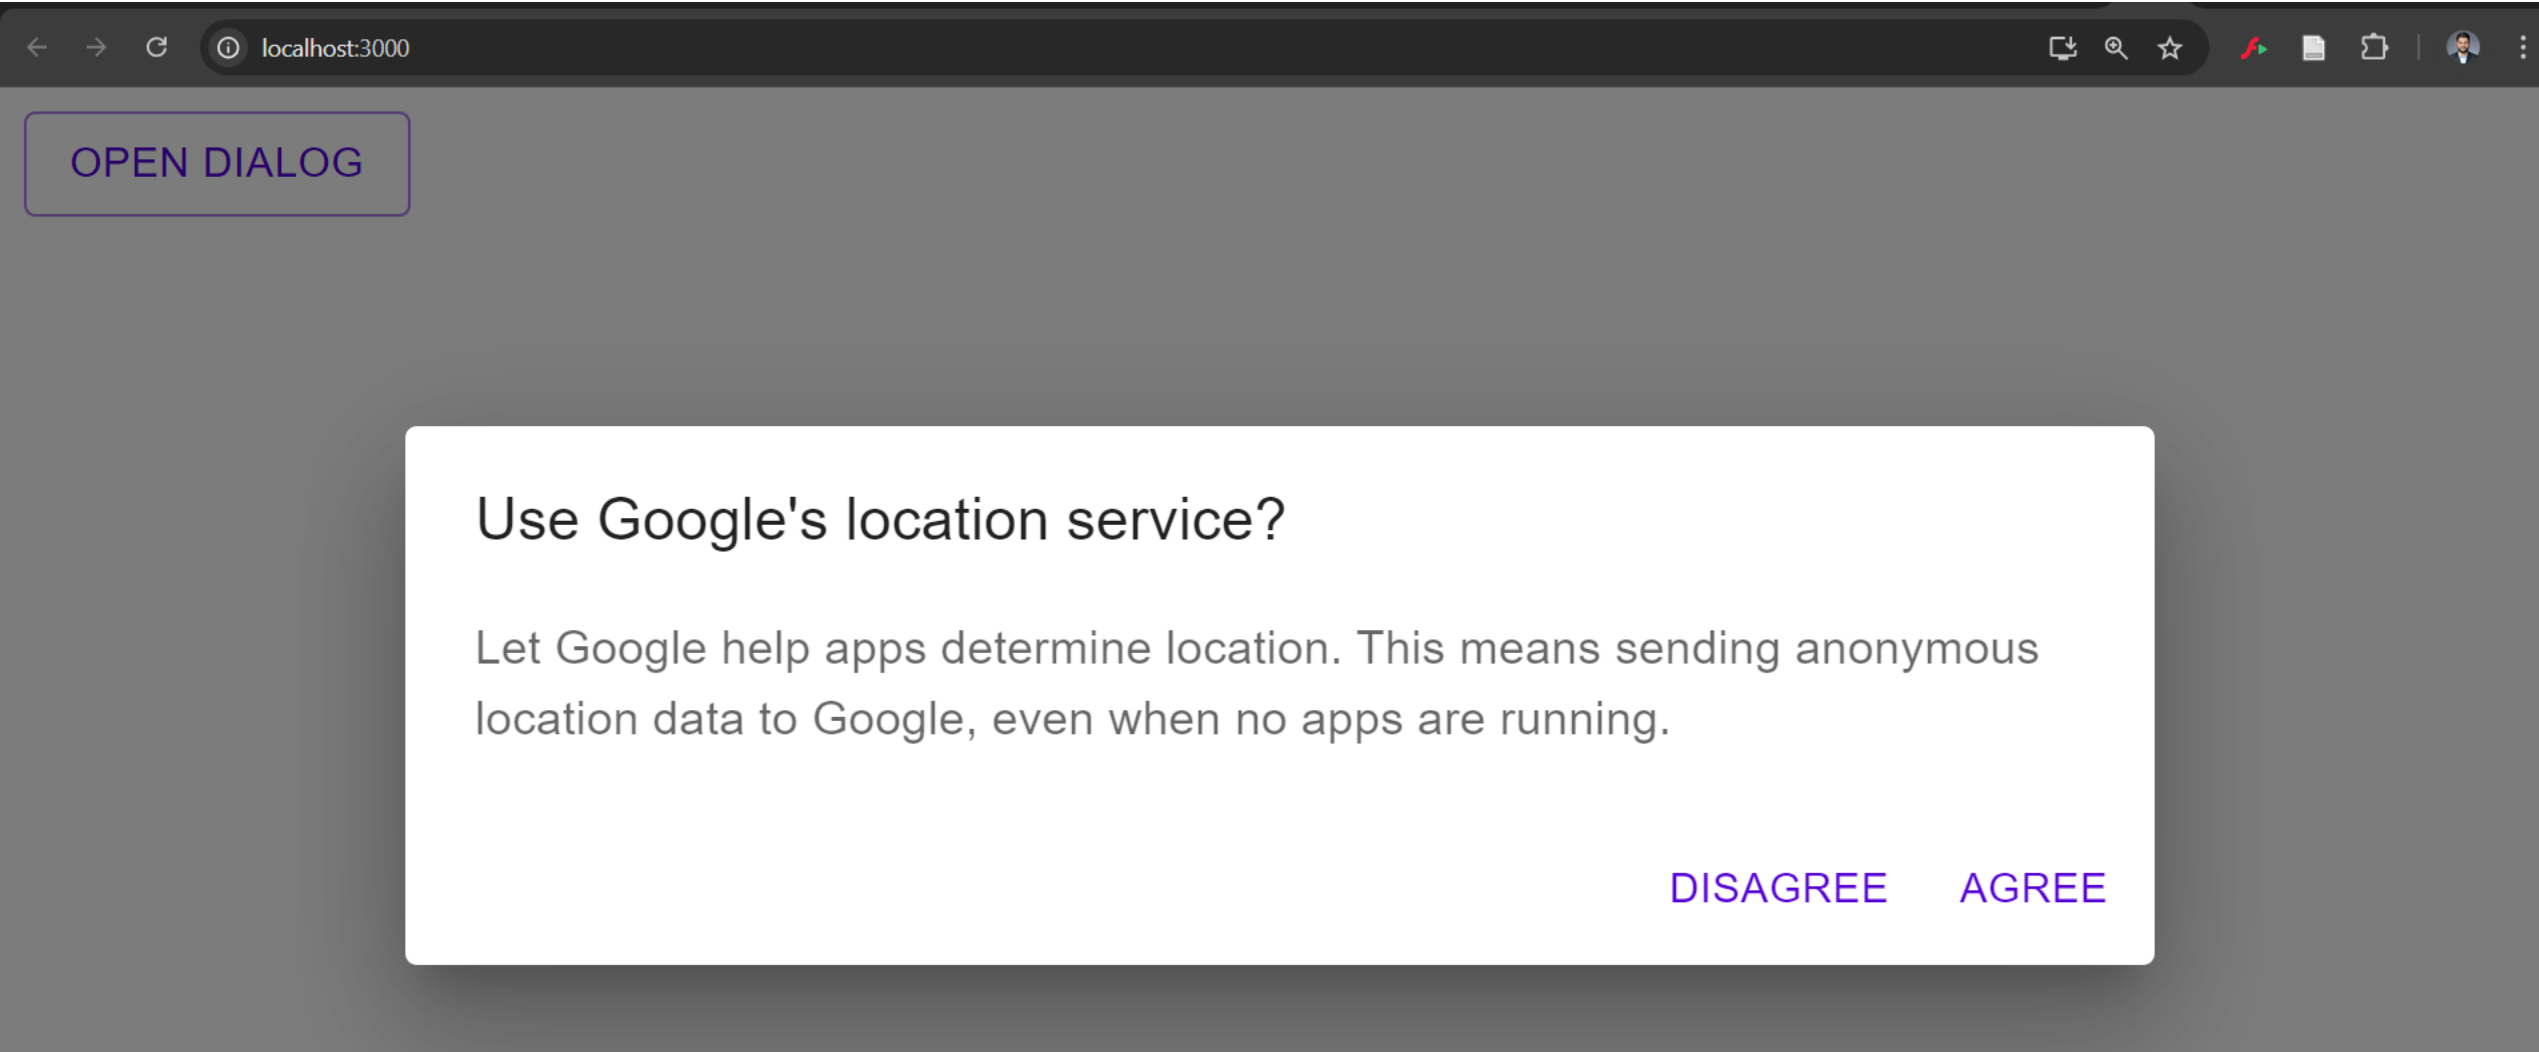 localhost:3000
OPEN DIALOG
Use Google's location service?
Let Google help apps determine location. This means sending anonymous
location data to Google, even when no apps are running.
DISAGREE AGREE